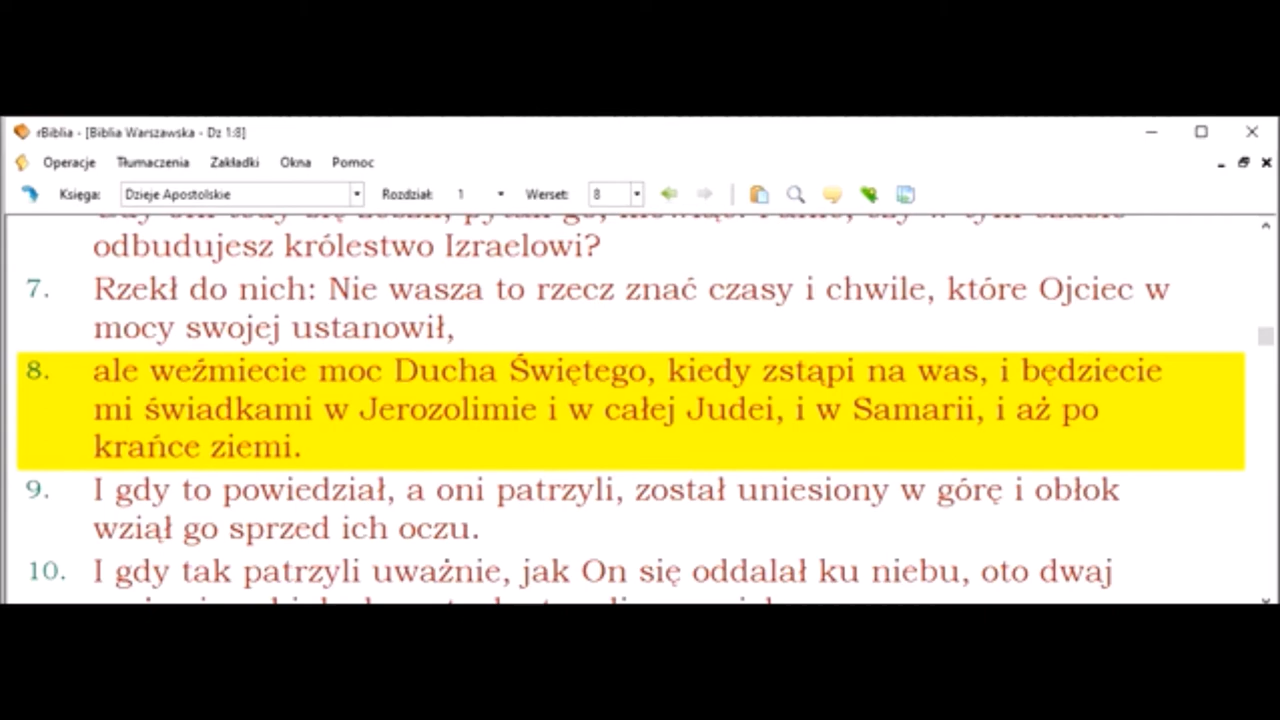 rBiblia - [Biblia Warszawska - Dz 1:8]
Operacje Tłumaczenia Zakładki Okna Pomoc
Księga: Dzieje Apostolskie Rozdział: 1 Werset: 8
odbudujesz królestwo Izraelowi?
7. Rzekł do nich: Nie wasza to rzecz znać czasy i chwile, które Ojciec w
mocy swojej ustanowił,
8. ale weźmiecie moc Ducha Świętego, kiedy zstąpi na was, i będziecie
mi świadkami w Jerozolimie i w całej Judei, i w Samarii, i aż po
krańce ziemi.
9. I gdy to powiedział, a oni patrzyli, został uniesiony w górę i obłok
wziął go sprzed ich oczu.
10. I gdy tak patrzyli uważnie, jak On się oddalał ku niebu, oto dwaj